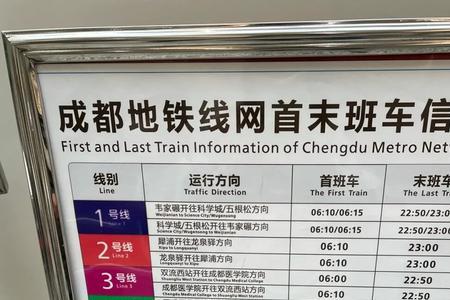 成都地铁线网首末班车信
First and Last Train Information of Chengdu Metro Net
线别 运行方向 首班车 末班车
Line Traffic Direction The First Train The Last Tra
1号线 韦家碾开往科学城/五根松方向 06:10/06:15 22:50/23:0
Line 1 Weijianian to Science City/Wugensong
科学城/五根松开往韦家碾方向 06:10/06:15 22:50/23:0
Science City/Wugensong to Weijianian
2号线 犀浦开往龙泉驿方向 06:10 23:00
Line 2 Xipu to Longquanyi
龙泉驿开往犀浦方向 06:10 23:00
Longquanyi to Xipu
3号线 双流西站开往成都医学院方向 06:00 22:50
Line 3 Shuangliu West Station to Chengdu Medical College
成都医学院开往双流西站方向 06:10 22:50
Chengdu Medical College to Shuangliu West Station